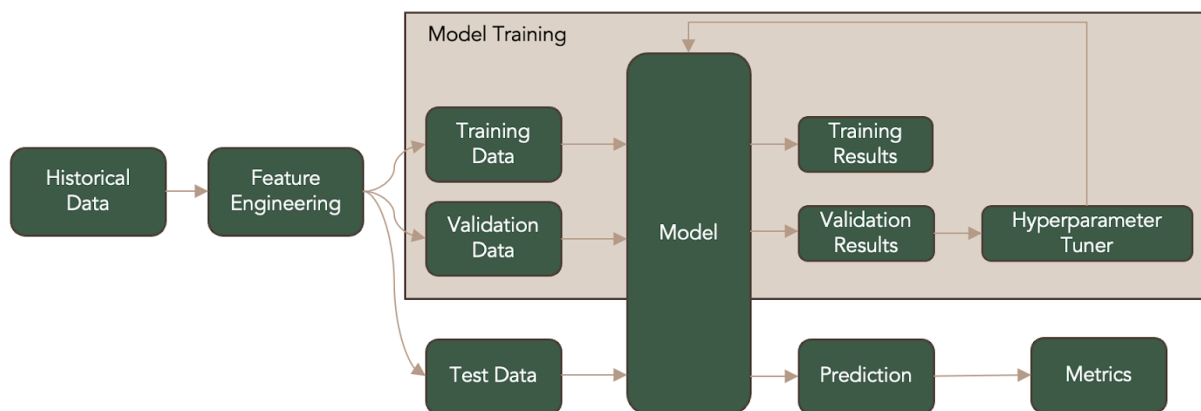 Model Training
Historical
Data
Feature
Engineering
Training
Data
Validation
Data
Test Data
Model
Training
Results
Validation
Results
Hyperparameter
Tuner
Prediction
Metrics